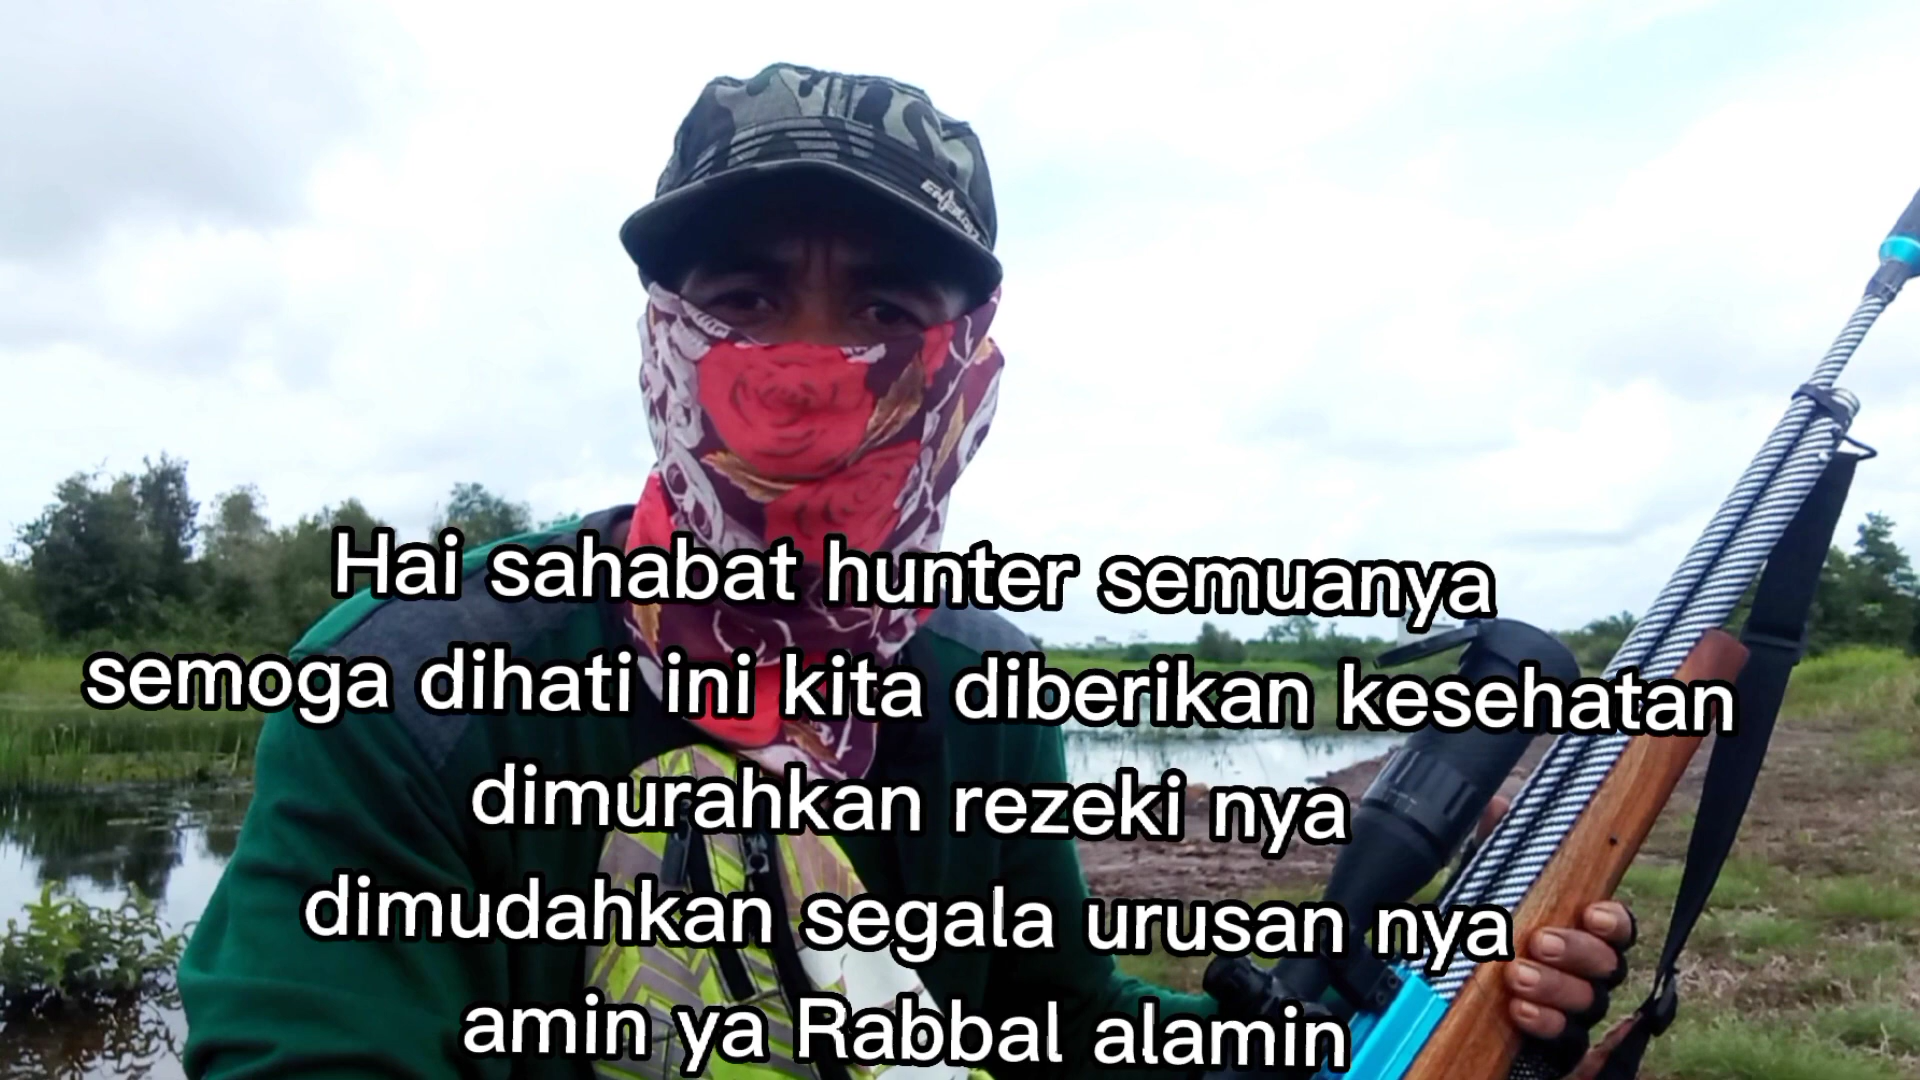 Hai sahabat hunter semuanya
semoga dihati ini kita diberikan kesehatan
dimurahkan rezeki nya
dimudahkan segala urusan nya
amin ya Rabbal alamin